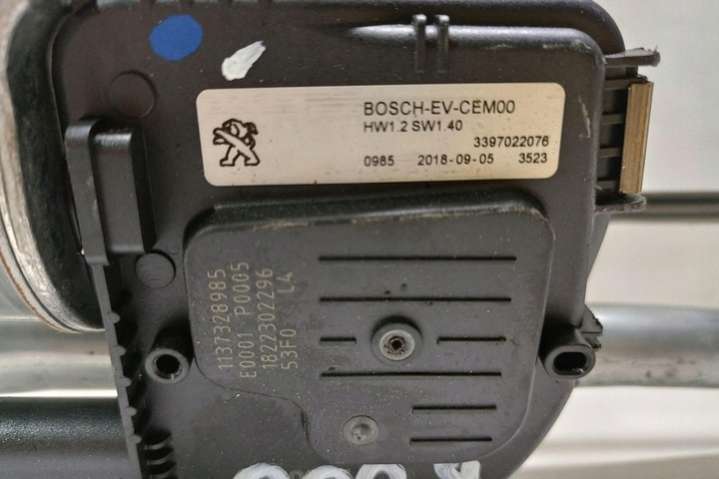 BOSCH-EV-CEM00
HW1.2 SW1.40
3397022076
0985 2018-09-05 3523
1137328985
E0001 P0005
1822302296
53F0 L4